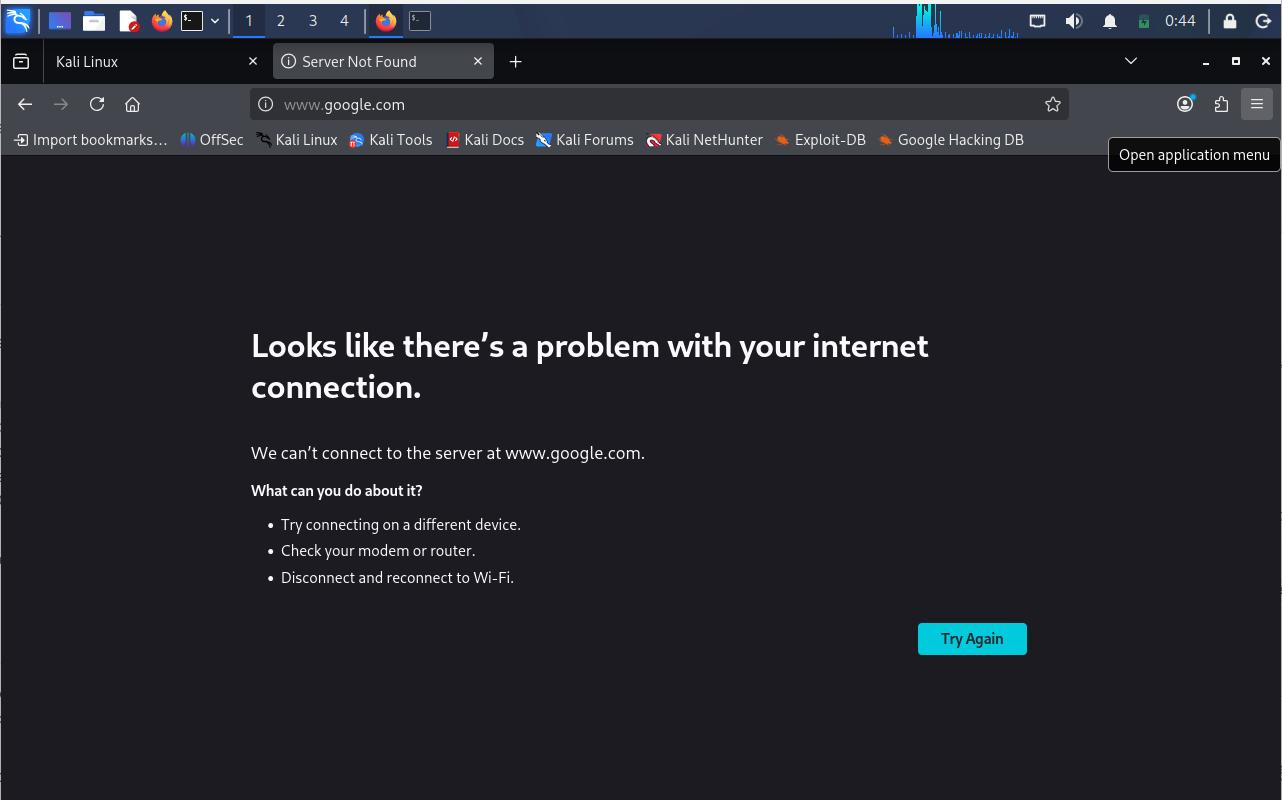 1 2 3 4 0:44
Kali Linux Server Not Found
www.google.com
Import bookmarks... OffSec Kali Linux Kali Tools Kali Docs Kali Forums Kali NetHunter Exploit-DB Google Hacking DB
Open application menu
Looks like there’s a problem with your internet
connection.
We can’t connect to the server at www.google.com.
What can you do about it?
• Try connecting on a different device.
• Check your modem or router.
• Disconnect and reconnect to Wi-Fi.
Try Again